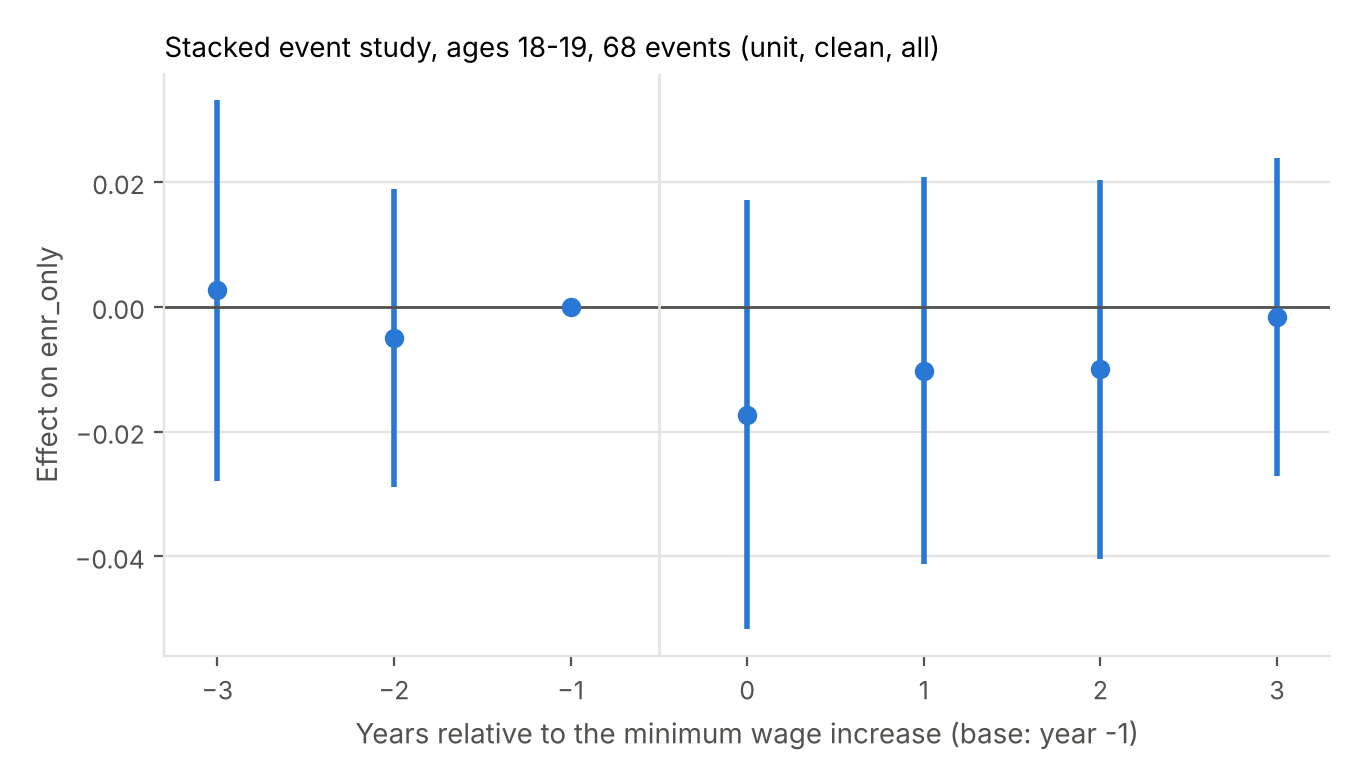 Stacked event study, ages 18-19, 68 events (unit, clean, all)
Effect on enr_only
0.02
0.00
−0.02
−0.04
−3 −2 −1 0 1 2 3
Years relative to the minimum wage increase (base: year -1)